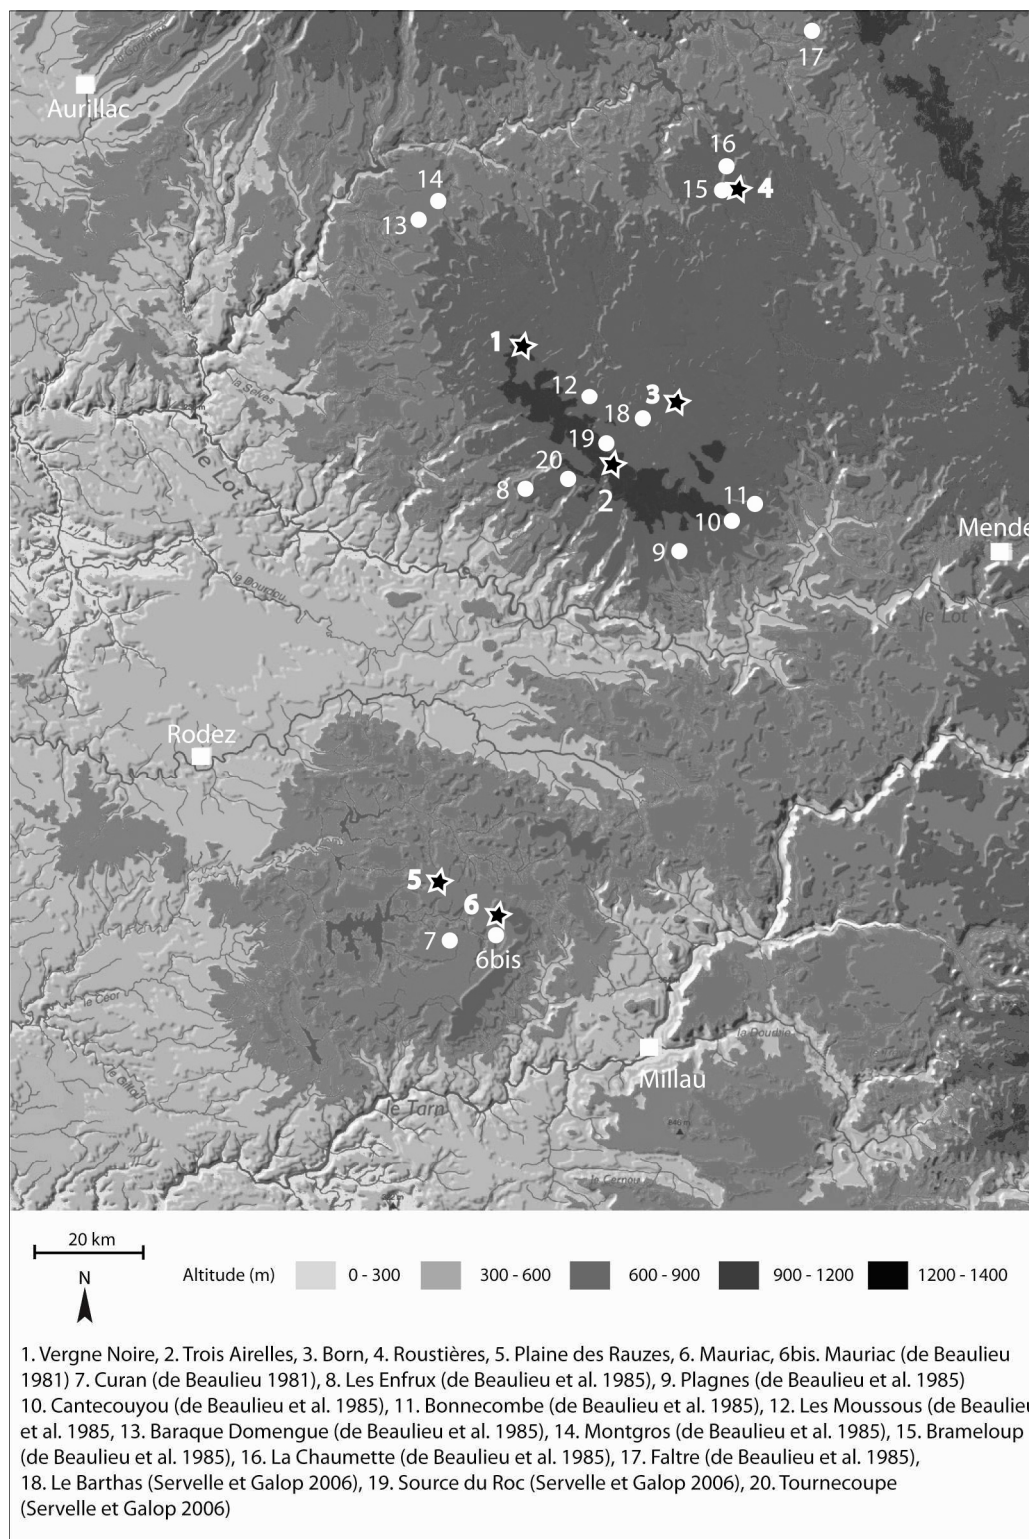 17
Aurillac
16
15
4
14
13
1
la Selves
12
3
18
19
le Lot
20
8
2
11
10
Mende
9
la Dourdou
le Lot
Rodez
5
6
7
6bis
le Céor
la Dourbie
Millau
le Tarn
le Cernou
20 km
N
Altitude (m) 0 - 300 300 - 600 600 - 900 900 - 1200 1200 - 1400
1. Vergne Noire, 2. Trois Airelles, 3. Born, 4. Roustières, 5. Plaine des Rauzes, 6. Mauriac, 6bis. Mauriac (de Beaulieu
1981) 7. Curan (de Beaulieu 1981), 8. Les Enfrux (de Beaulieu et al. 1985), 9. Plagnes (de Beaulieu et al. 1985)
10. Cantecouyou (de Beaulieu et al. 1985), 11. Bonnecombe (de Beaulieu et al. 1985), 12. Les Moussous (de Beaulieu
et al. 1985, 13. Baraque Domengue (de Beaulieu et al. 1985), 14. Montgros (de Beaulieu et al. 1985), 15. Brameloup
(de Beaulieu et al. 1985), 16. La Chaumette (de Beaulieu et al. 1985), 17. Faltre (de Beaulieu et al. 1985),
18. Le Barthas (Servelle et Galop 2006), 19. Source du Roc (Servelle et Galop 2006), 20. Tournecoupe
(Servelle et Galop 2006)